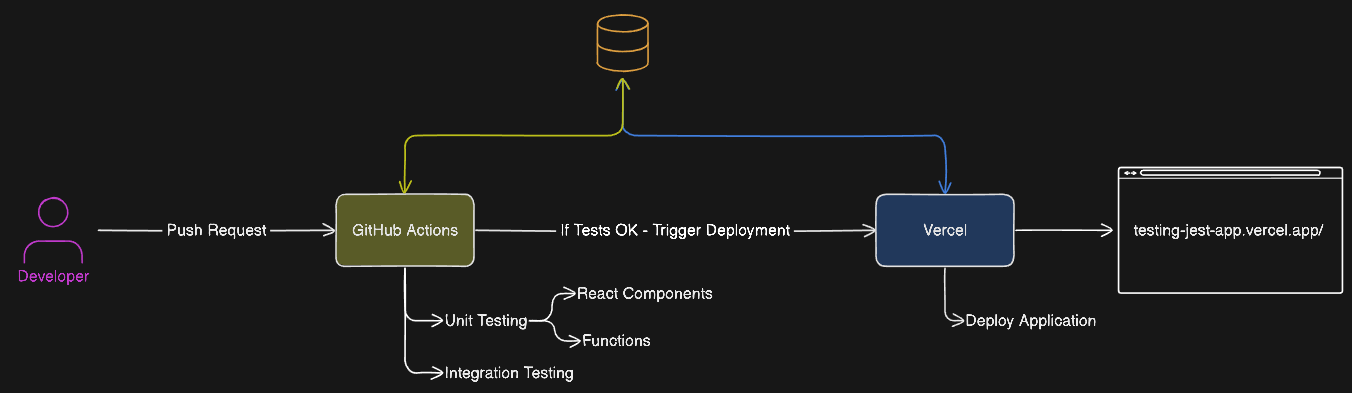 Developer
Push Request
GitHub Actions
If Tests OK - Trigger Deployment
Vercel
testing-jest-app.vercel.app/
Unit Testing
React Components
Functions
Integration Testing
Deploy Application